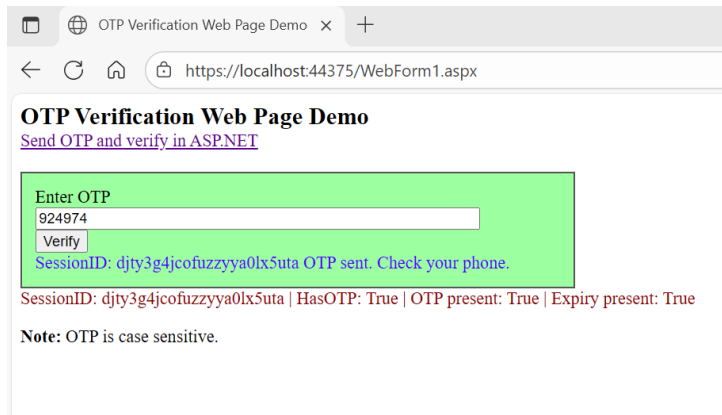 OTP Verification Web Page Demo
https://localhost:44375/WebForm1.aspx
OTP Verification Web Page Demo
Send OTP and verify in ASP.NET
Enter OTP
924974
Verify
SessionID: djty3g4jcofuzzyya0lx5uta OTP sent. Check your phone.
SessionID: djty3g4jcofuzzyya0lx5uta | HasOTP: True | OTP present: True | Expiry present: True
Note: OTP is case sensitive.